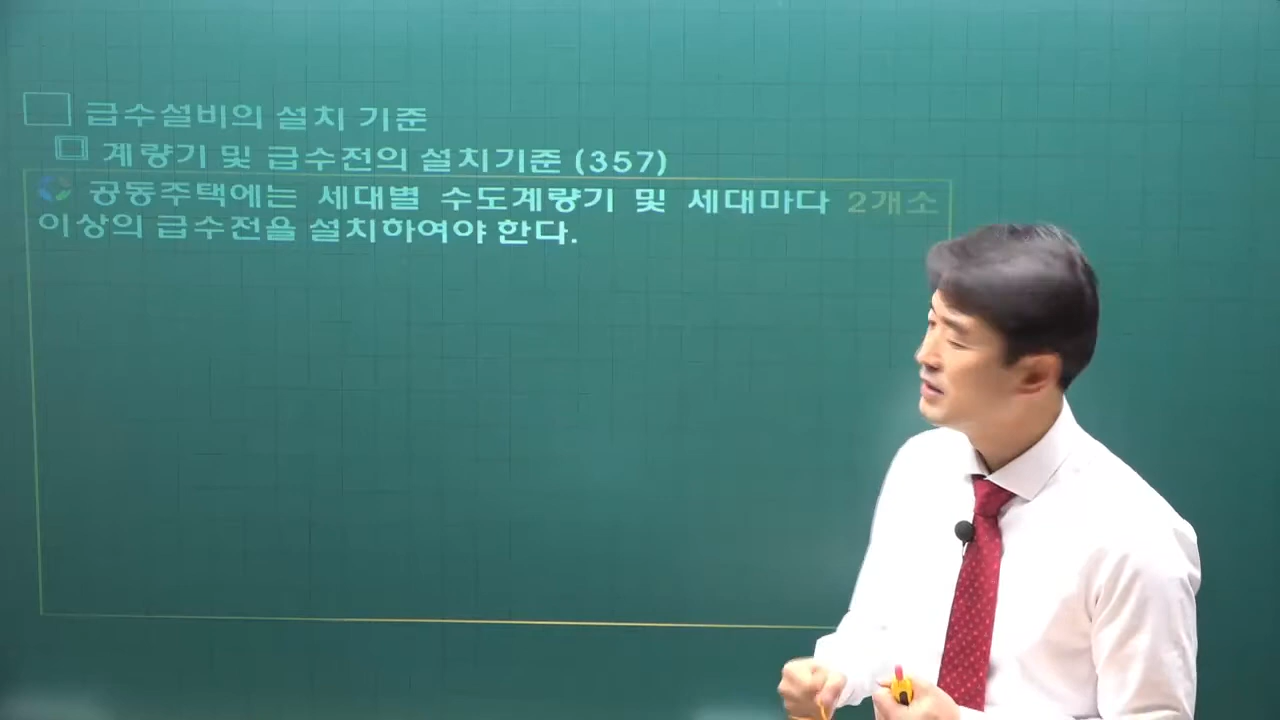 급수설비의 설치 기준
계량기 및 급수전의 설치기준 (357)
공동주택에는 세대별 수도계량기 및 세대마다 2개소
이상의 급수전을 설치하여야 한다.